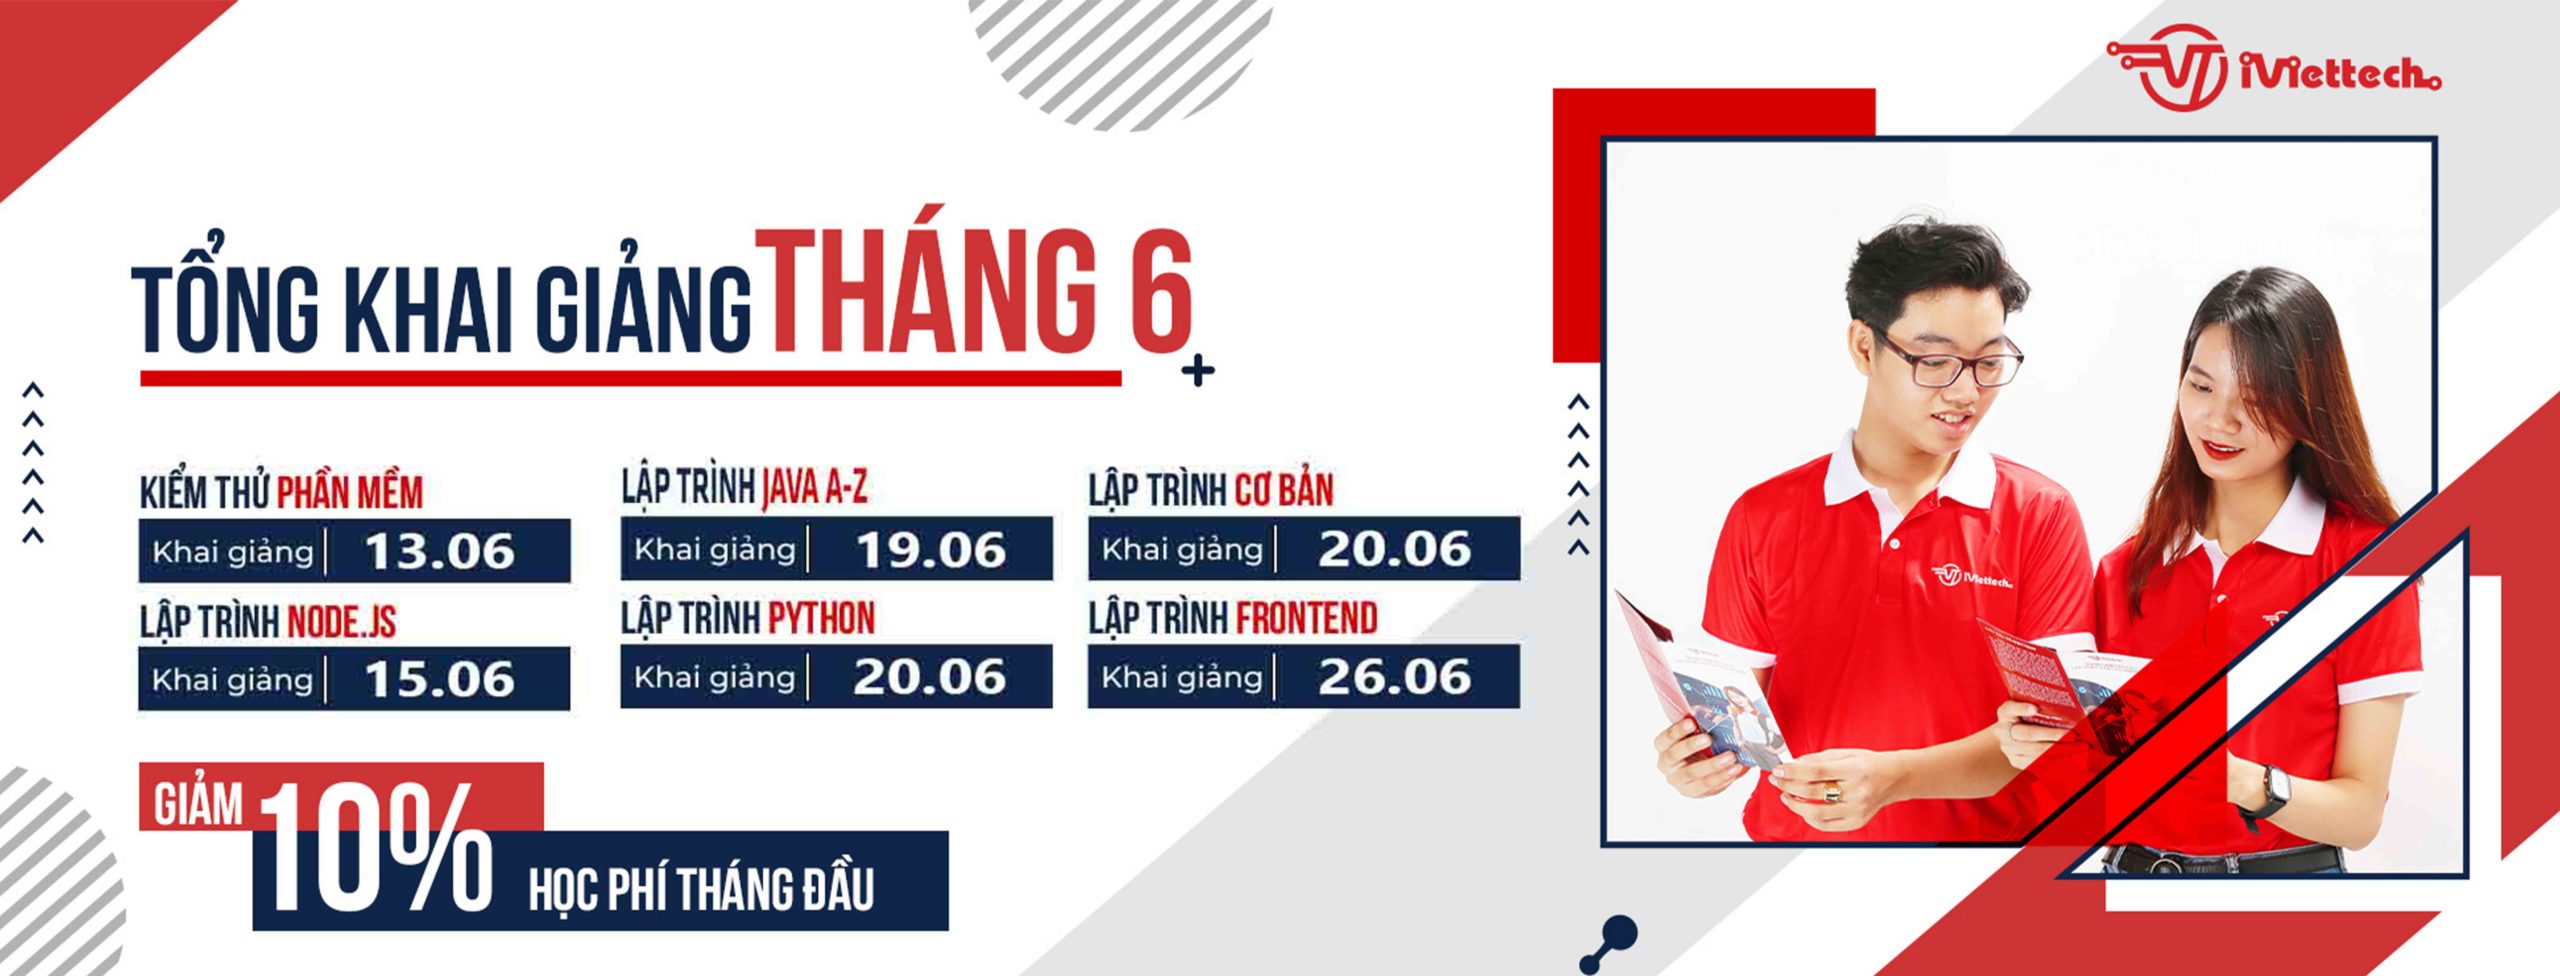 iViettech
TỔNG KHAI GIẢNG THÁNG 6
KIỂM THỬ PHẦN MỀM
Khai giảng 13.06
LẬP TRÌNH JAVA A-Z
Khai giảng 19.06
LẬP TRÌNH CƠ BẢN
Khai giảng 20.06
LẬP TRÌNH NODE.JS
Khai giảng 15.06
LẬP TRÌNH PYTHON
Khai giảng 20.06
LẬP TRÌNH FRONTEND
Khai giảng 26.06
GIẢM 10%
HỌC PHÍ THÁNG ĐẦU
iViettech